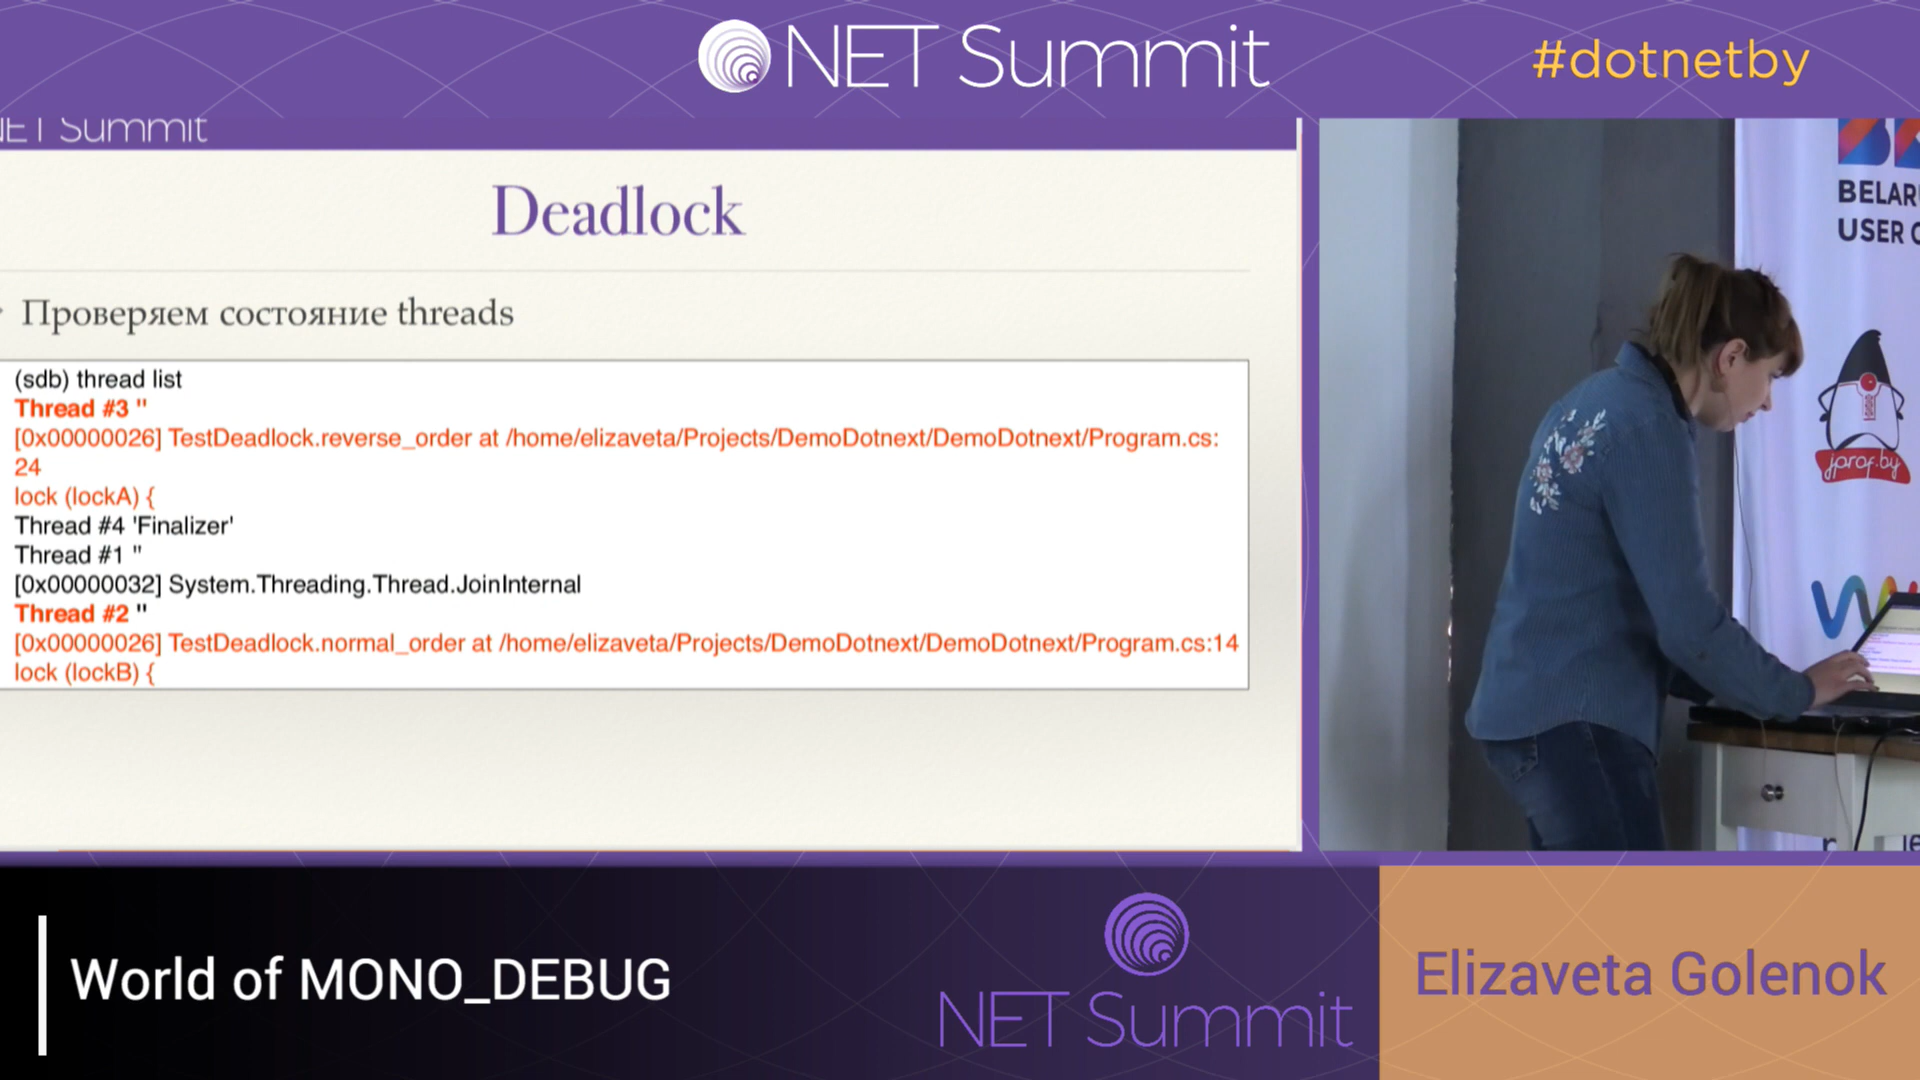 NET Summit
#dotnetby
NET Summit
Deadlock
Проверяем состояние threads
(sdb) thread list
Thread #3 ''
[0x00000026] TestDeadlock.reverse_order at /home/elizaveta/Projects/DemoDotnext/DemoDotnext/Program.cs:
24
lock (lockA) {
Thread #4 'Finalizer'
Thread #1 ''
[0x00000032] System.Threading.Thread.JoinInternal
Thread #2 ''
[0x00000026] TestDeadlock.normal_order at /home/elizaveta/Projects/DemoDotnext/DemoDotnext/Program.cs:14
lock (lockB) {
BELAR
USER
jprof.by
World of MONO_DEBUG
NET Summit
Elizaveta Golenok